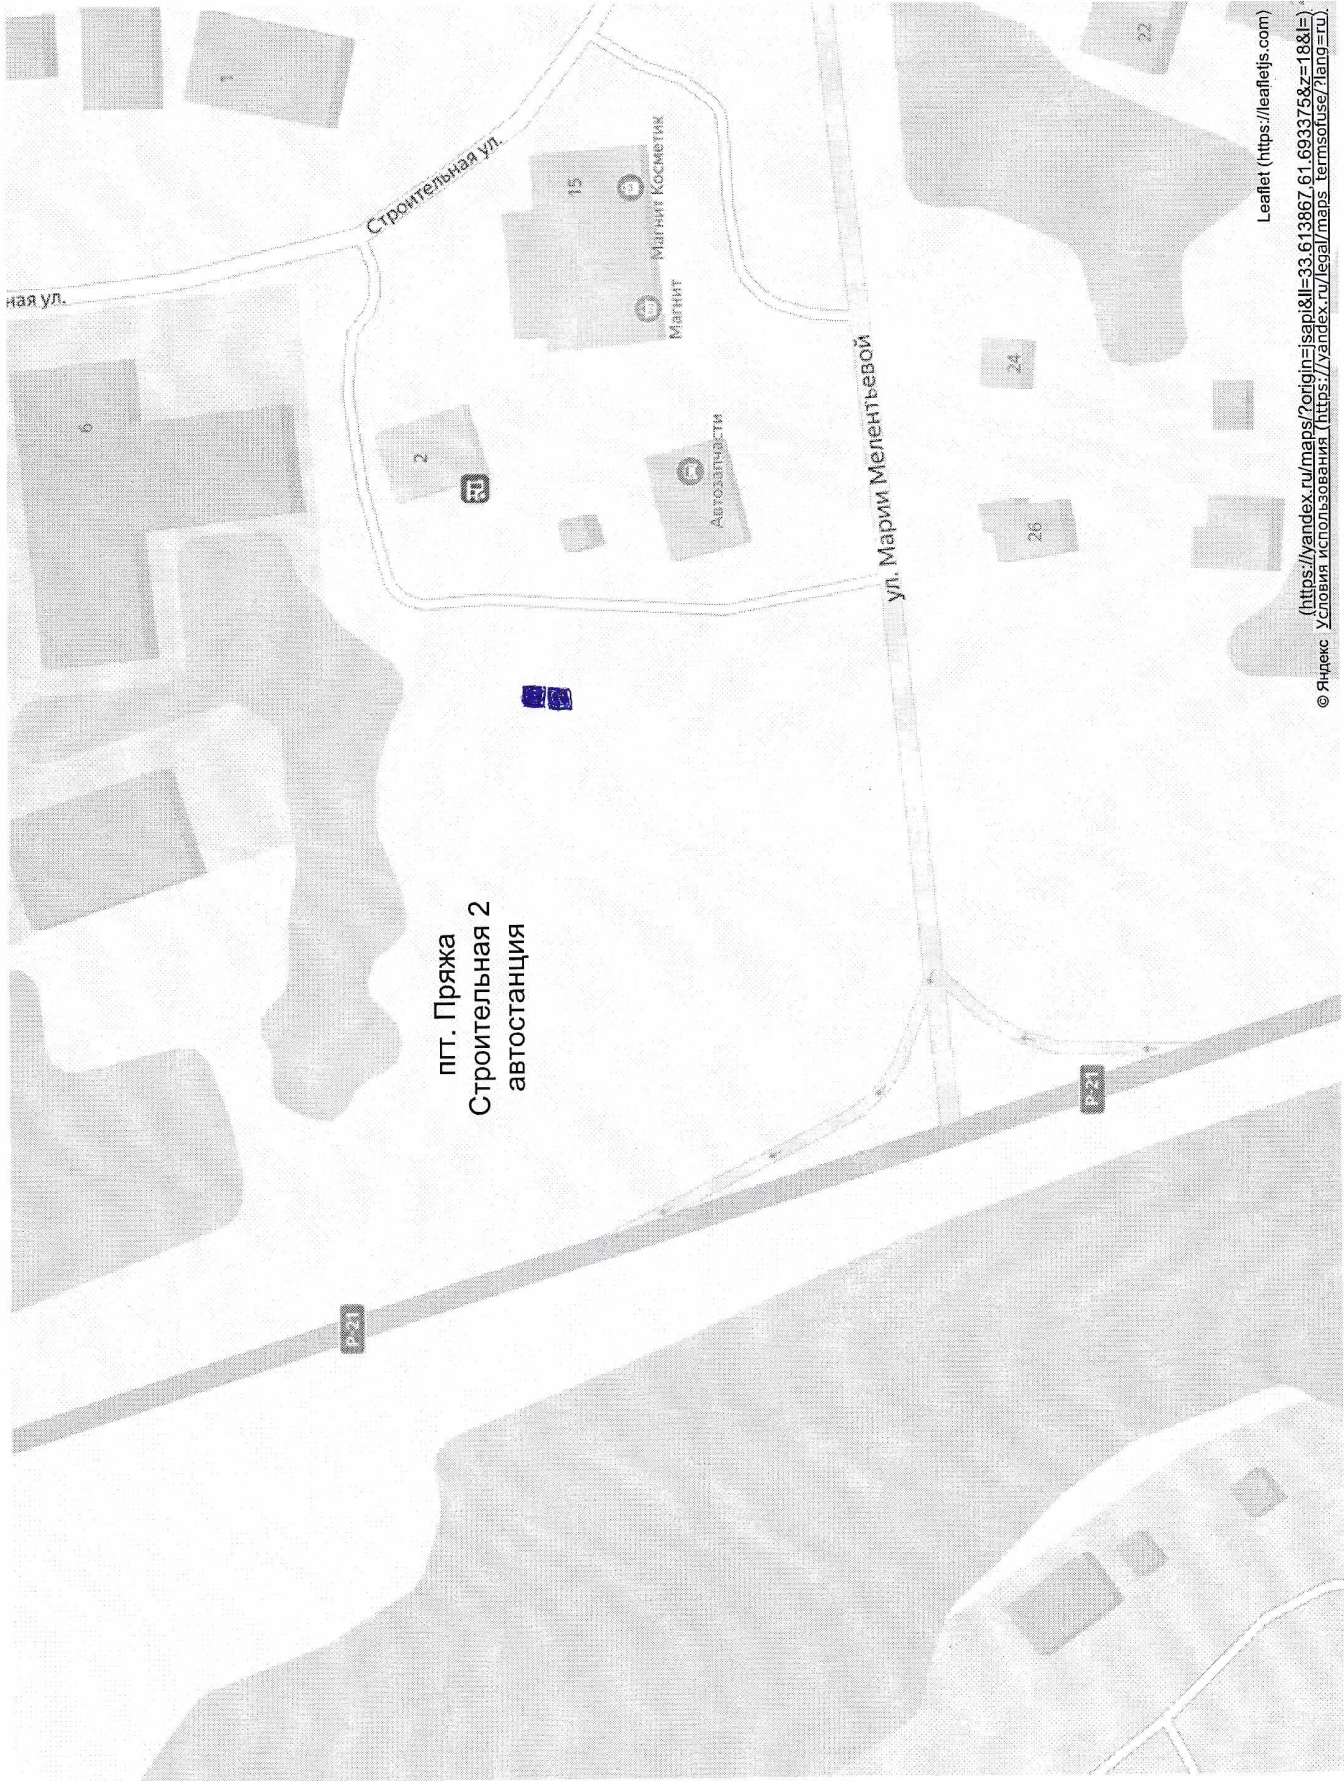 пгт. Пряжа
Строительная 2
автостанция
ная ул.
Строительная ул.
1
6
2
15
Магнит
Магнит Косметик
Автозапчасти
ул. Марии Мелентьевой
22
24
26
Р-21
Р-21
Leaflet (https://leafletjs.com)
(https://yandex.ru/maps/?origin=jsapi&ll=33.613867,61.693375&z=18&l=)
© Яндекс Условия использования (https://yandex.ru/legal/maps_termsofuse/?lang=ru)